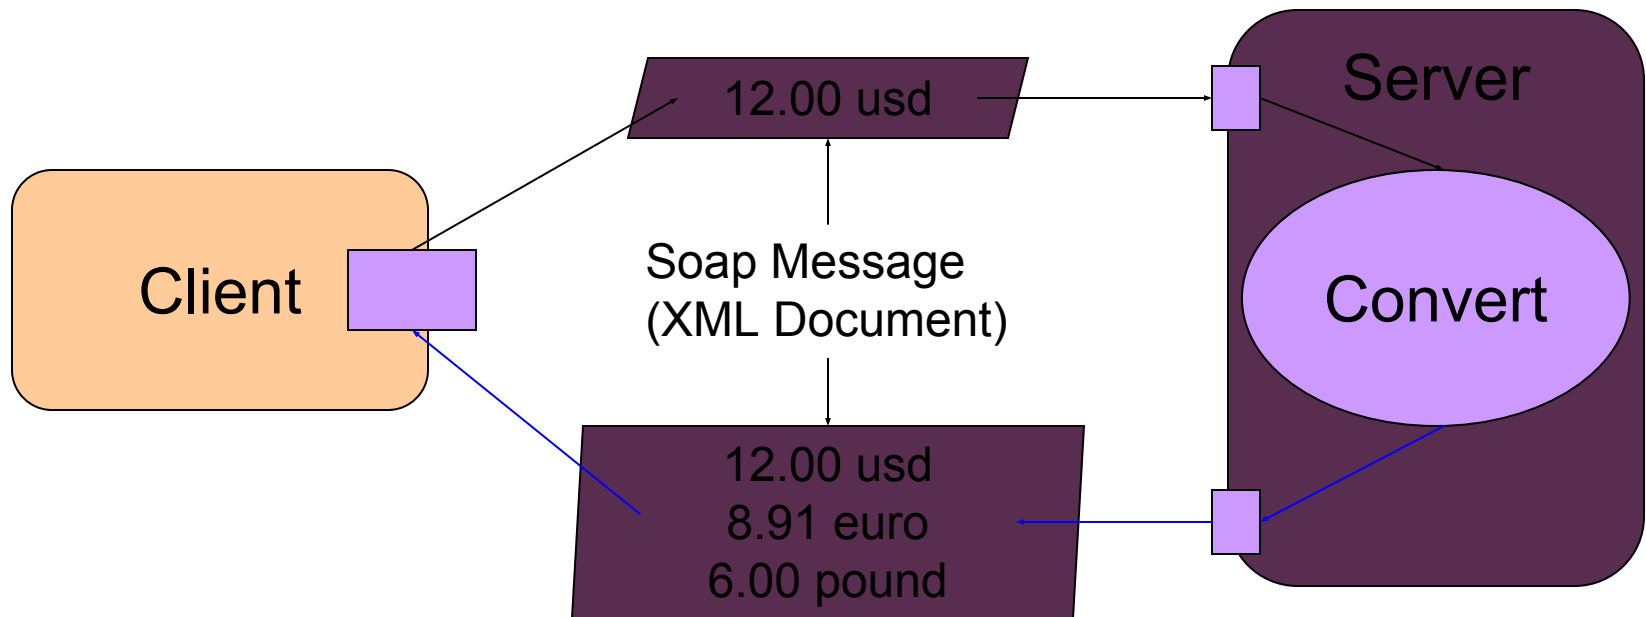 12.00 usd
Server
Client
Soap Message
(XML Document)
Convert
12.00 usd
8.91 euro
6.00 pound